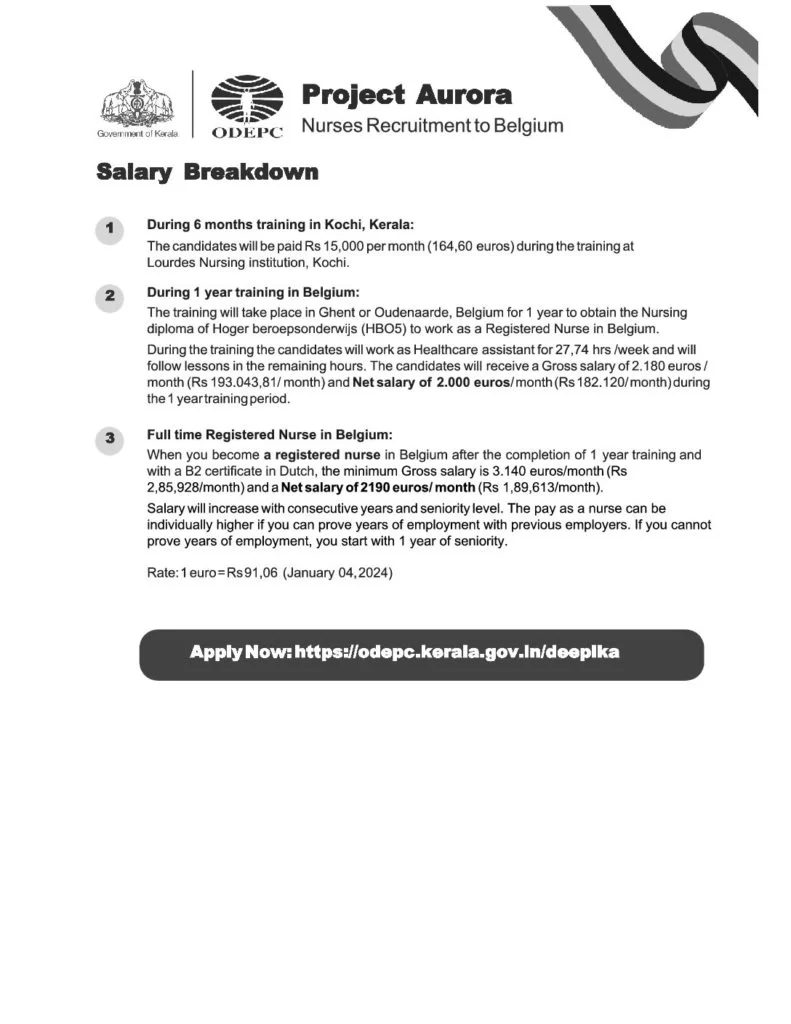 Government of Kerala
ODEPC
Project Aurora
Nurses Recruitment to Belgium
Salary Breakdown
1
During 6 months training in Kochi, Kerala:
The candidates will be paid Rs 15,000 per month (164,60 euros) during the training at
Lourdes Nursing institution, Kochi.
2
During 1 year training in Belgium:
The training will take place in Ghent or Oudenaarde, Belgium for 1 year to obtain the Nursing
diploma of Hoger beroepsonderwijs (HBO5) to work as a Registered Nurse in Belgium.
During the training the candidates will work as Healthcare assistant for 27,74 hrs /week and will
follow lessons in the remaining hours. The candidates will receive a Gross salary of 2.180 euros /
month (Rs 193.043,81/ month) and Net salary of 2.000 euros/month (Rs 182.120/month) during
the 1 year training period.
3
Full time Registered Nurse in Belgium:
When you become a registered nurse in Belgium after the completion of 1 year training and
with a B2 certificate in Dutch, the minimum Gross salary is 3.140 euros/month (Rs
2,85,928/month) and a Net salary of 2190 euros/ month (Rs 1,89,613/month).
Salary will increase with consecutive years and seniority level. The pay as a nurse can be
individually higher if you can prove years of employment with previous employers. If you cannot
prove years of employment, you start with 1 year of seniority.
Rate: 1 euro = Rs 91,06 (January 04, 2024)
Apply Now: https://odepc.kerala.gov.in/deepika